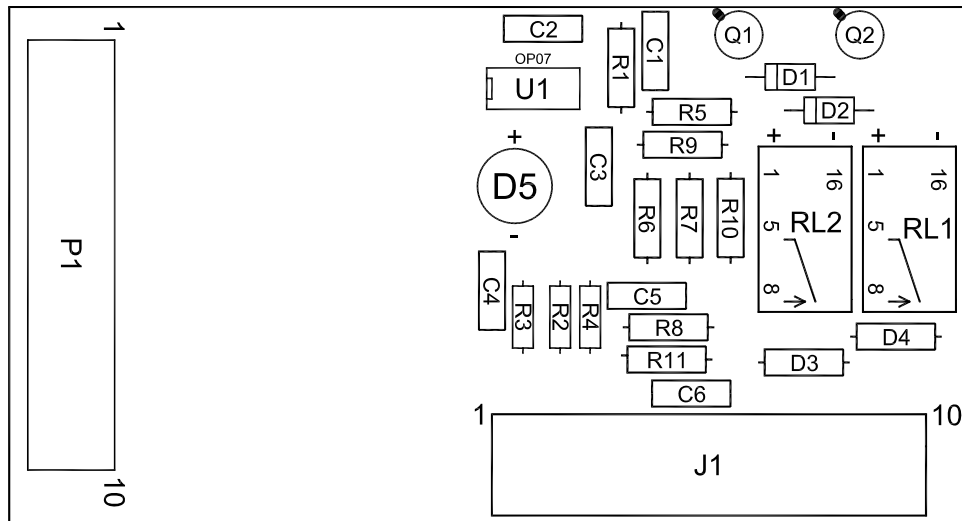 1
P1
10
C2
OP07
U1
R1
C1
Q1
Q2
D1
D2
R5
R9
+
D5
-
C3
R6
R7
R10
+ -
1 16
5 RL2
8
+ -
1 16
5 RL1
8
C4
R3
R2
R4
C5
R8
R11
C6
D3
D4
1 10
J1